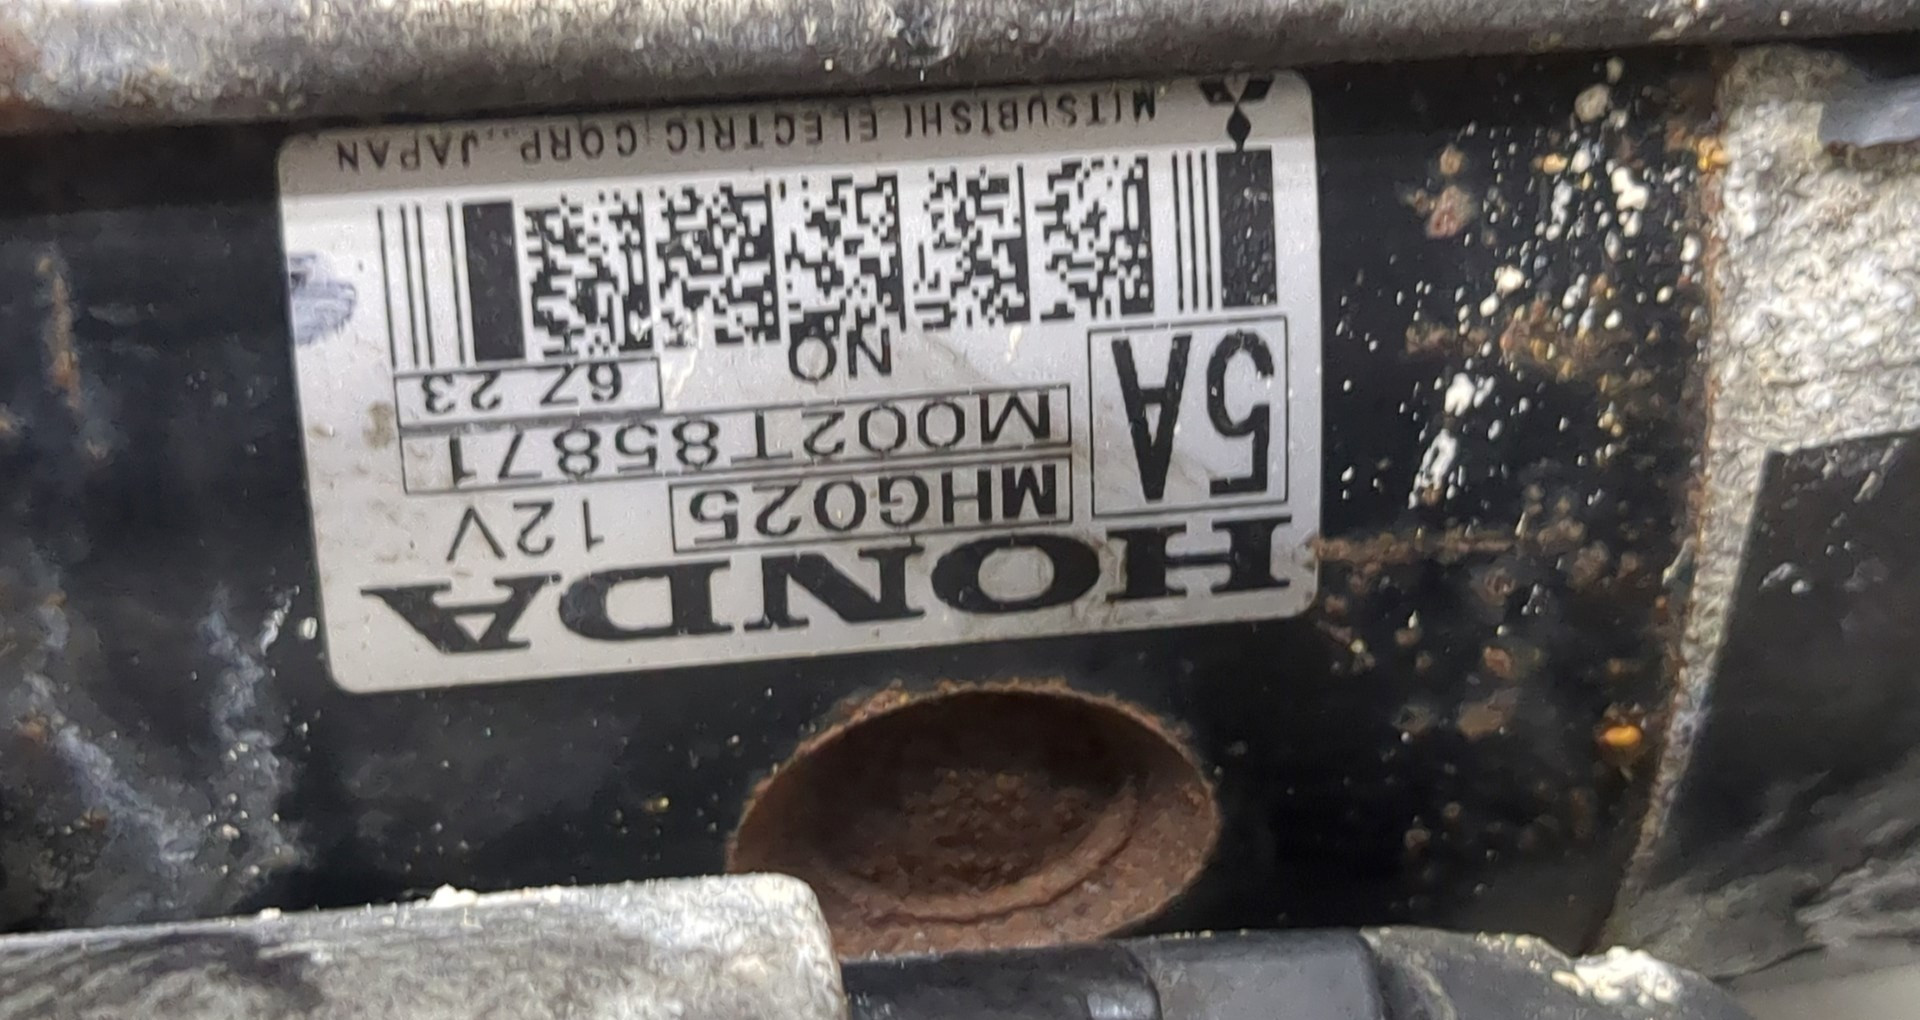 HONDA
5A
MHG025 12V
M002T85871
NO 6Z 23
MITSUBISHI ELECTRIC CORP., JAPAN